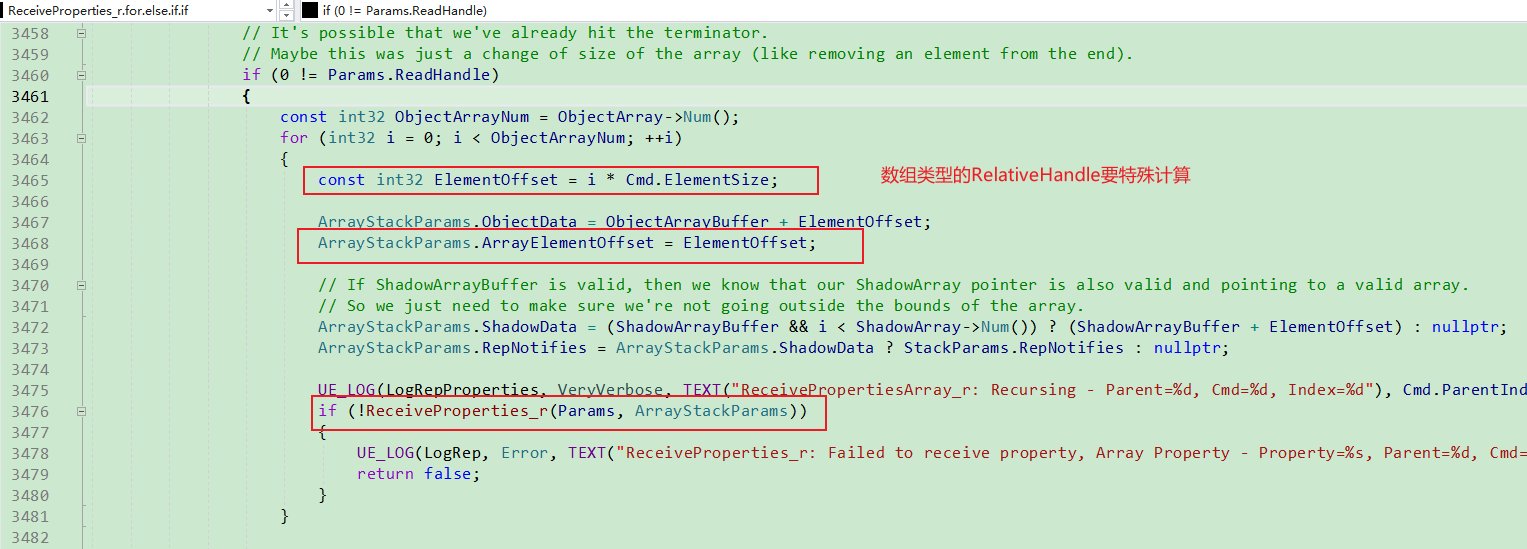 ReceiveProperties_r.for.else.if.if
if (0 != Params.ReadHandle)
3458 // It's possible that we've already hit the terminator.
3459 // Maybe this was just a change of size of the array (like removing an element from the end).
3460 if (0 != Params.ReadHandle)
3461 {
3462 const int32 ObjectArrayNum = ObjectArray->Num();
3463 for (int32 i = 0; i < ObjectArrayNum; ++i)
3464 {
3465 const int32 ElementOffset = i * Cmd.ElementSize; 数组类型的RelativeHandle要特殊计算
3466
3467 ArrayStackParams.ObjectData = ObjectArrayBuffer + ElementOffset;
3468 ArrayStackParams.ArrayElementOffset = ElementOffset;
3469
3470 // If ShadowArrayBuffer is valid, then we know that our ShadowArray pointer is also valid and pointing to a valid array.
3471 // So we just need to make sure we're not going outside the bounds of the array.
3472 ArrayStackParams.ShadowData = (ShadowArrayBuffer && i < ShadowArray->Num()) ? (ShadowArrayBuffer + ElementOffset) : nullptr;
3473 ArrayStackParams.RepNotifies = ArrayStackParams.ShadowData ? StackParams.RepNotifies : nullptr;
3474
3475 UE_LOG(LogRepProperties, VeryVerbose, TEXT("ReceivePropertiesArray_r: Recursing - Parent=%d, Cmd=%d, Index=%d"), Cmd.ParentInd
3476 if (!ReceiveProperties_r(Params, ArrayStackParams))
3477 {
3478 UE_LOG(LogRep, Error, TEXT("ReceiveProperties_r: Failed to receive property, Array Property - Property=%s, Parent=%d, Cmd=
3479 return false;
3480 }
3481 }
3482